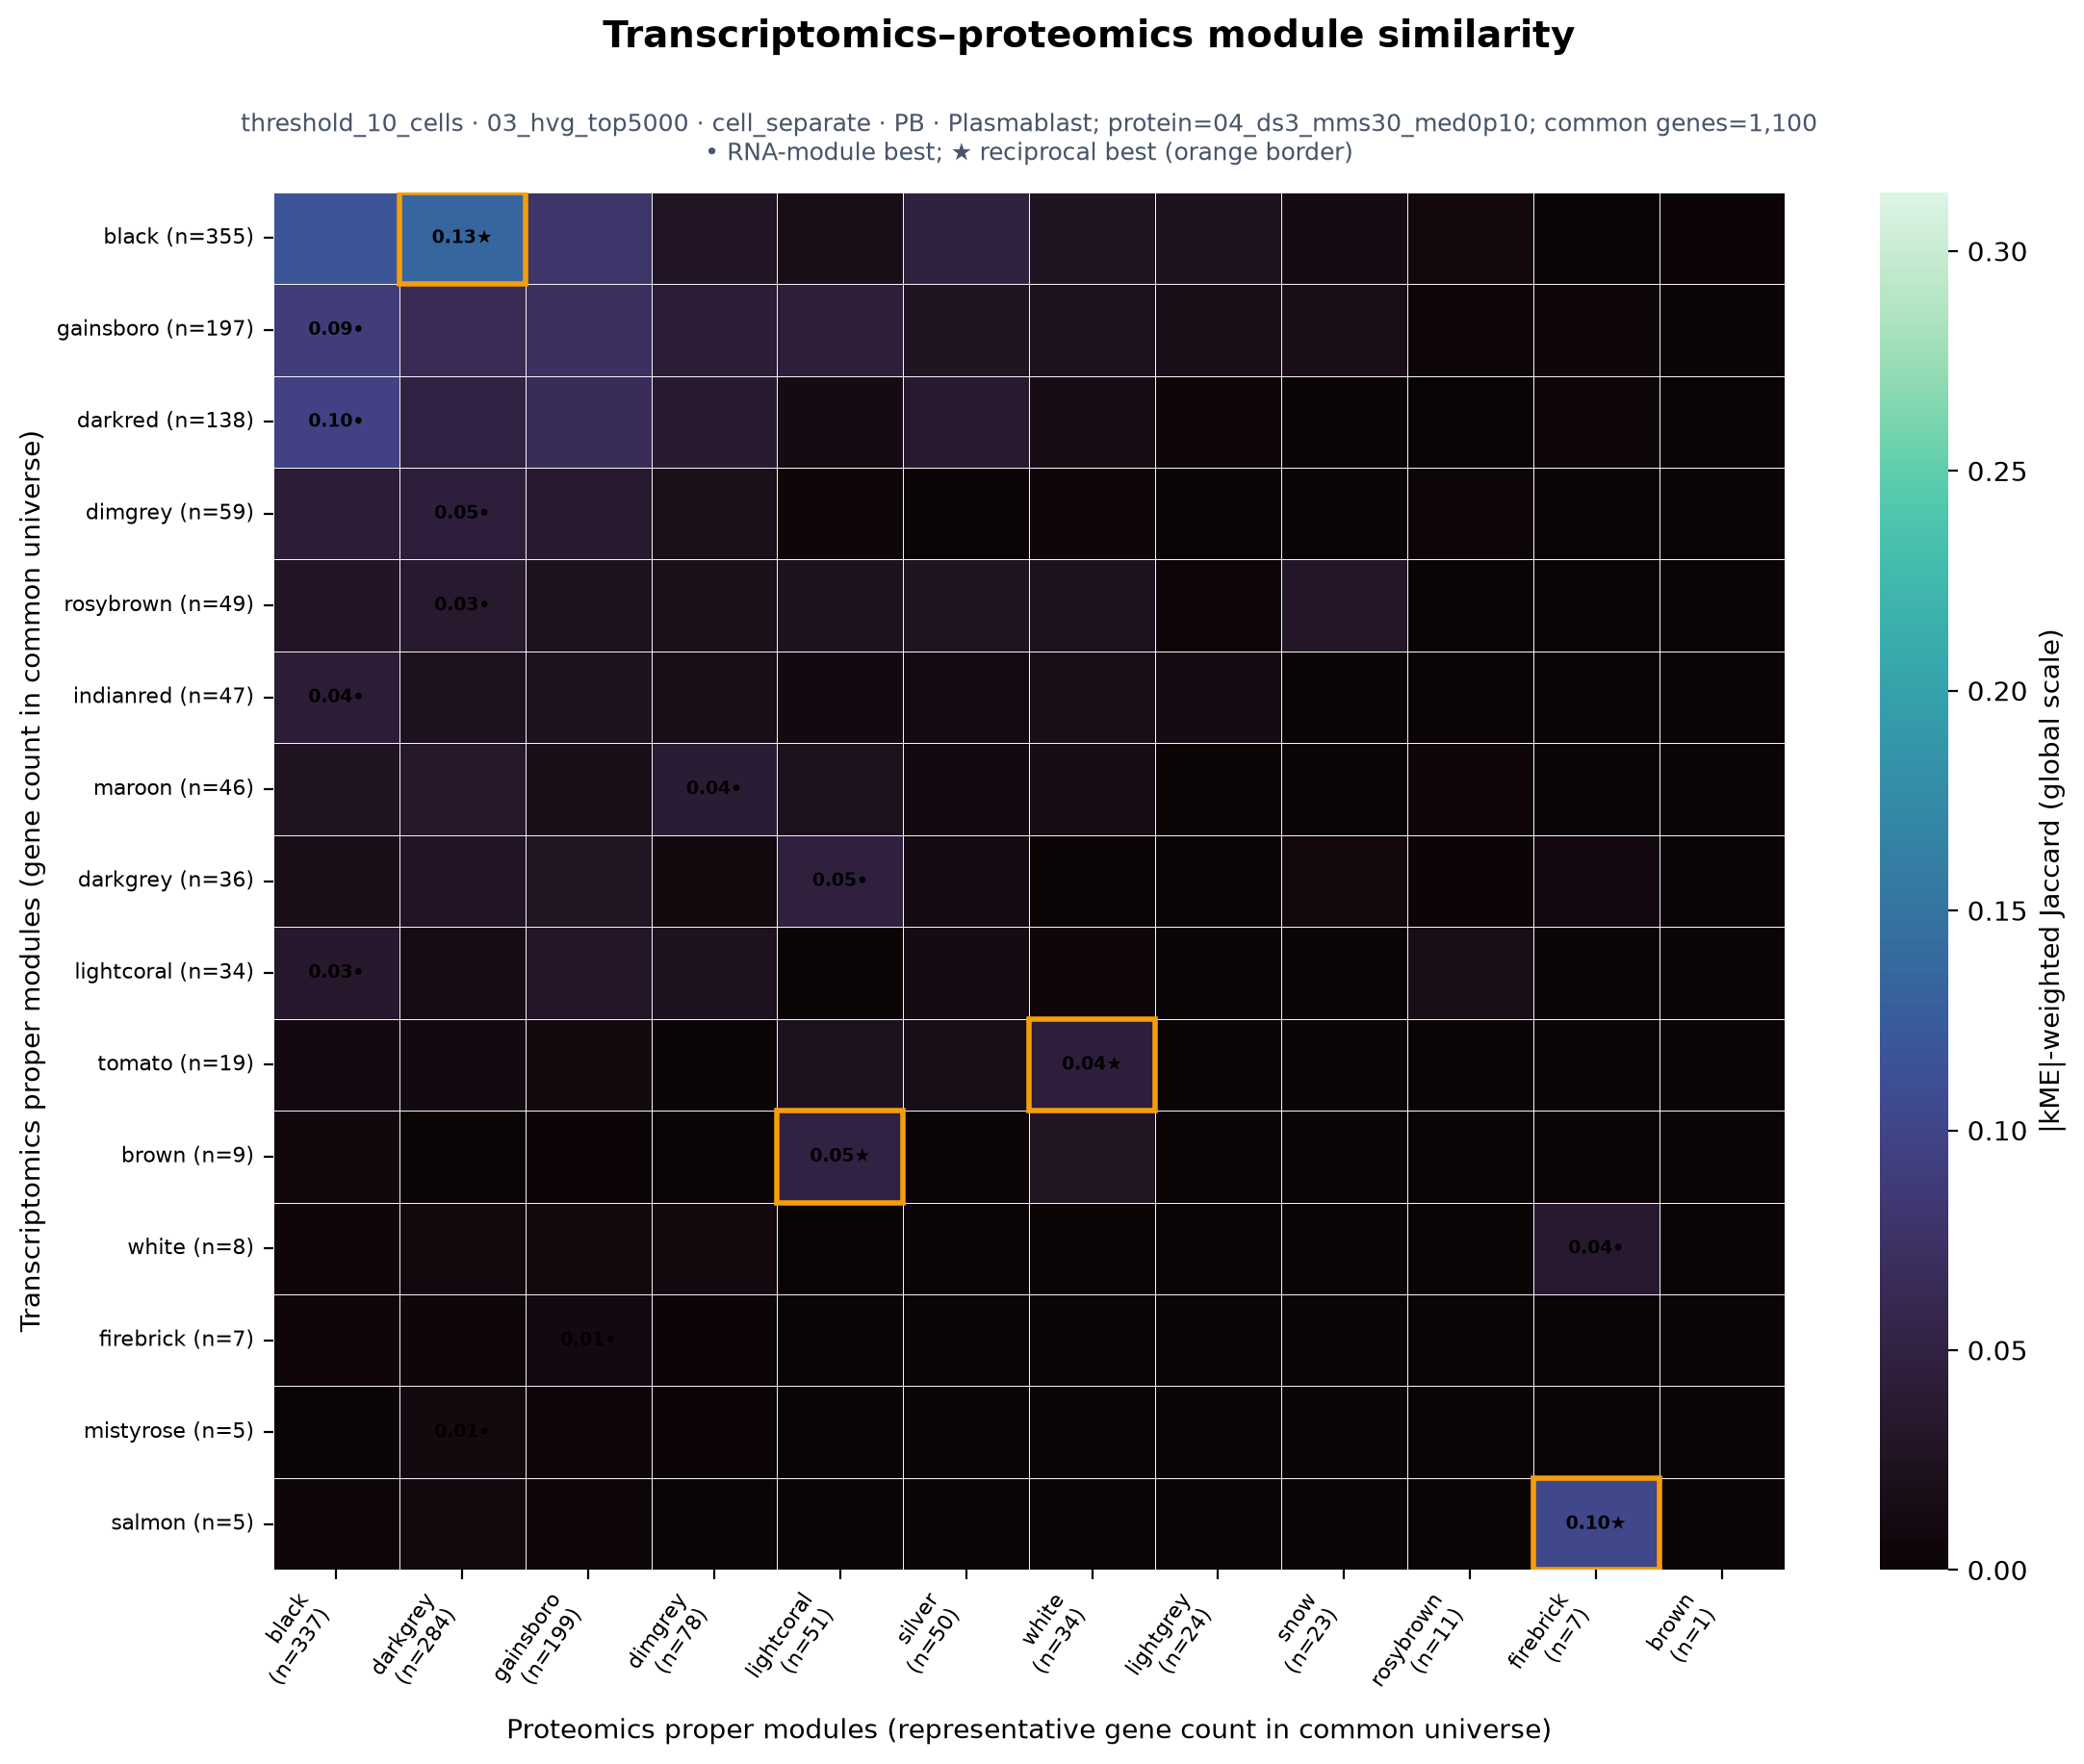 Transcriptomics–proteomics module similarity
threshold_10_cells · 03_hvg_top5000 · cell_separate · PB · Plasmablast; protein=04_ds3_mms30_med0p10; common genes=1,100
• RNA-module best; ★ reciprocal best (orange border)
Transcriptomics proper modules (gene count in common universe)
black (n=355)
gainsboro (n=197)
darkred (n=138)
dimgrey (n=59)
rosybrown (n=49)
indianred (n=47)
maroon (n=46)
darkgrey (n=36)
lightcoral (n=34)
tomato (n=19)
brown (n=9)
white (n=8)
firebrick (n=7)
mistyrose (n=5)
salmon (n=5)
0.13★
0.09•
0.10•
0.05•
0.03•
0.04•
0.04•
0.05•
0.03•
0.04★
0.05★
0.04•
0.01•
0.01•
0.10★
black
(n=337)
darkgrey
(n=284)
gainsboro
(n=199)
dimgrey
(n=78)
lightcoral
(n=51)
silver
(n=50)
white
(n=34)
lightgrey
(n=24)
snow
(n=23)
rosybrown
(n=11)
firebrick
(n=7)
brown
(n=1)
Proteomics proper modules (representative gene count in common universe)
0.30
0.25
0.20
0.15
0.10
0.05
0.00
|kME|-weighted Jaccard (global scale)